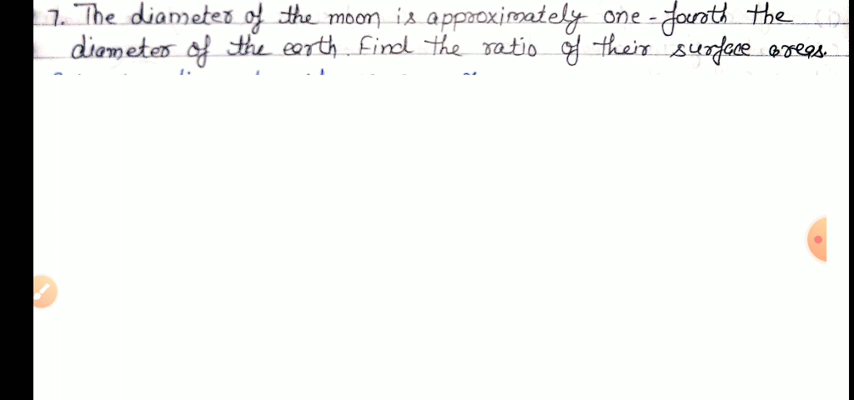 7. The diameter of the moon is approximately one-fourth the
diameter of the earth. Find the ratio of their surface areas.